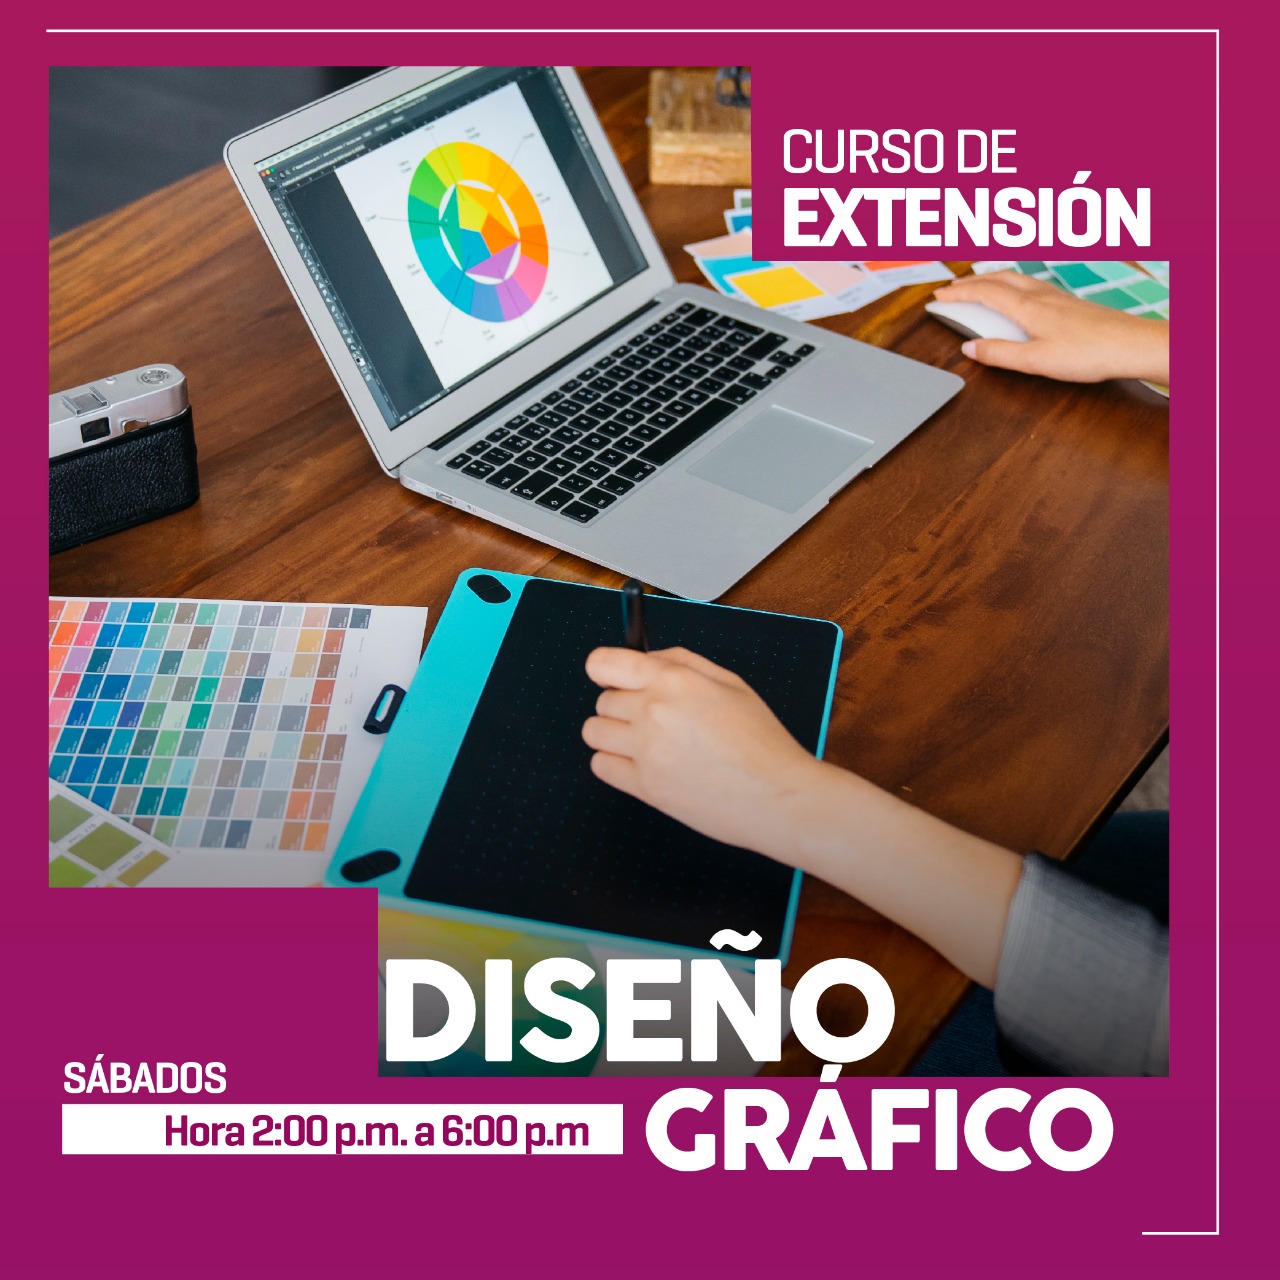 CURSO DE
EXTENSIÓN
DISEÑO
GRÁFICO
SÁBADOS
Hora 2:00 p.m. a 6:00 p.m